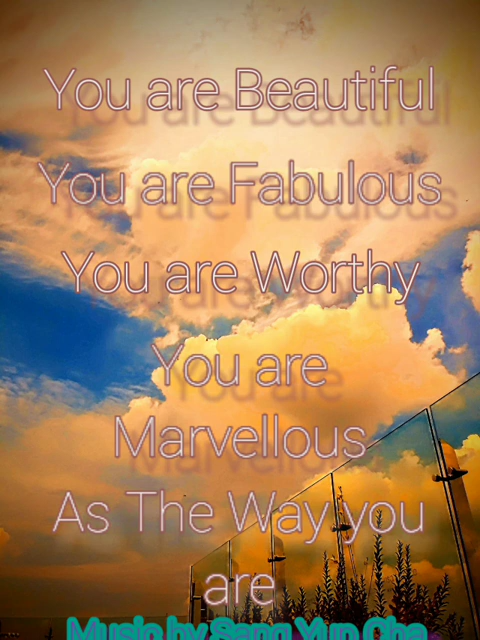 You are Beautiful
You are Fabulous
You are Worthy
You are
Marvellous
As The Way you
are
Music by Sang Yup Cha